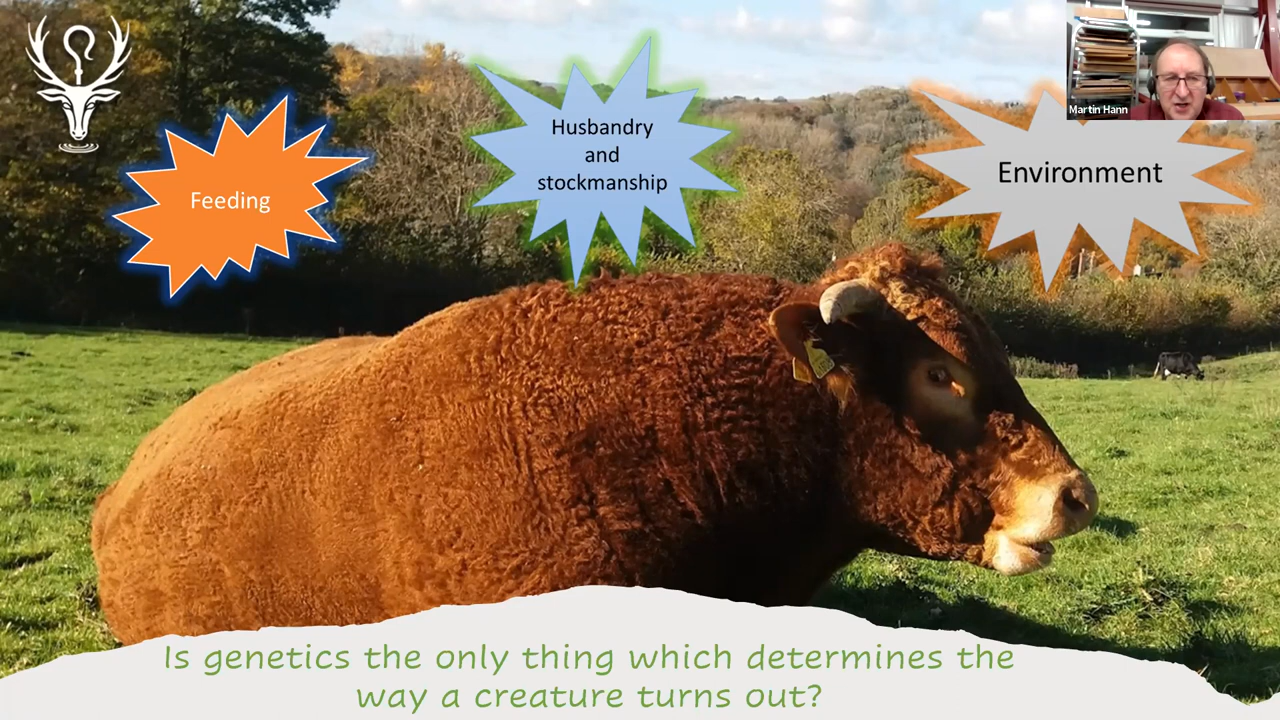 Martin Hann
Feeding
Husbandry
and
stockmanship
Environment
Is genetics the only thing which determines the
way a creature turns out?